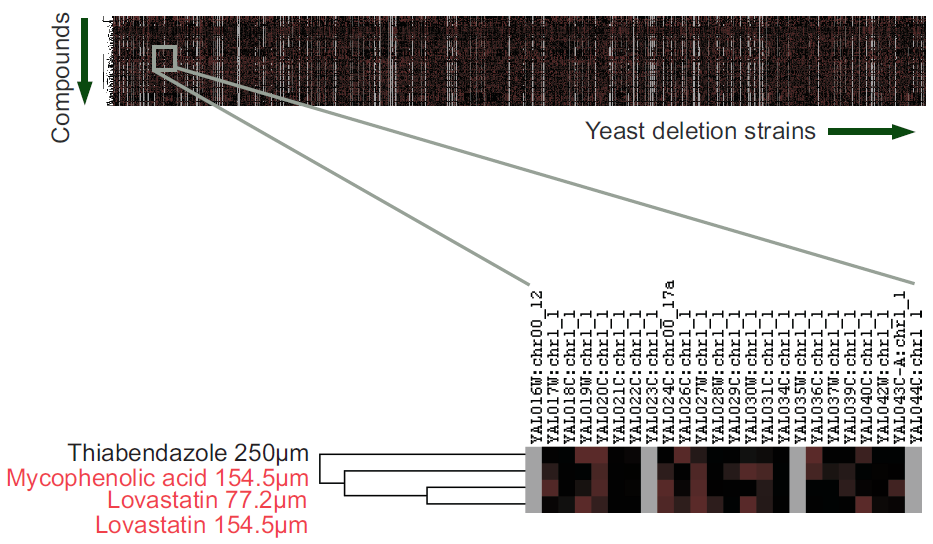 Compounds
Yeast deletion strains
YAL016W:chr00_12
YAL017W:chr1_1
YAL018C:chr1_1
YAL019W:chr1_1
YAL020C:chr1_1
YAL021C:chr1_1
YAL022C:chr1_1
YAL023C:chr1_1
YAL024C:chr00_17a
YAL026C:chr1_1
YAL027W:chr1_1
YAL028W:chr1_1
YAL029C:chr1_1
YAL030W:chr1_1
YAL031C:chr1_1
YAL034C:chr1_1
YAL035W:chr1_1
YAL036C:chr1_1
YAL037W:chr1_1
YAL039C:chr1_1
YAL040C:chr1_1
YAL042W:chr1_1
YAL043C-A:chr1_1
YAL044C:chr1_1
Thiabendazole 250µm
Mycophenolic acid 154.5µm
Lovastatin 77.2µm
Lovastatin 154.5µm